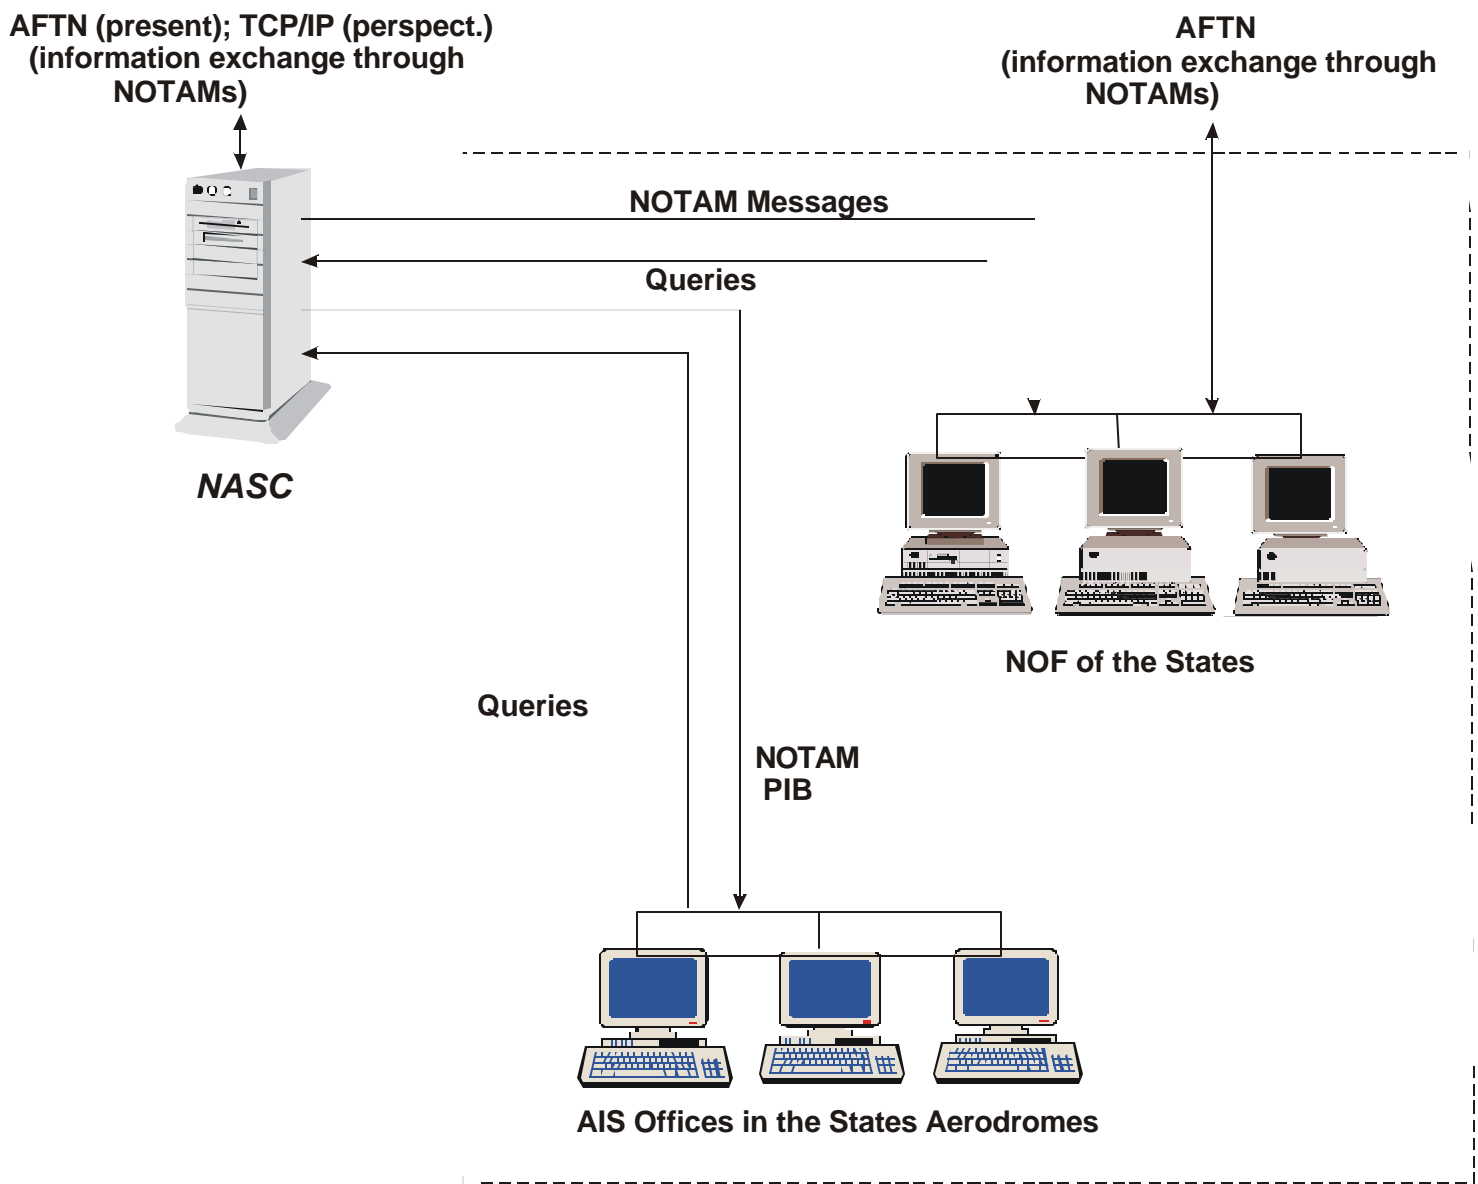 AFTN (present); TCP/IP (perspect.)
(information exchange through
NOTAMs)
AFTN
(information exchange through
NOTAMs)
NOTAM Messages
Queries
NASC
NOF of the States
Queries
NOTAM
PIB
AIS Offices in the States Aerodromes